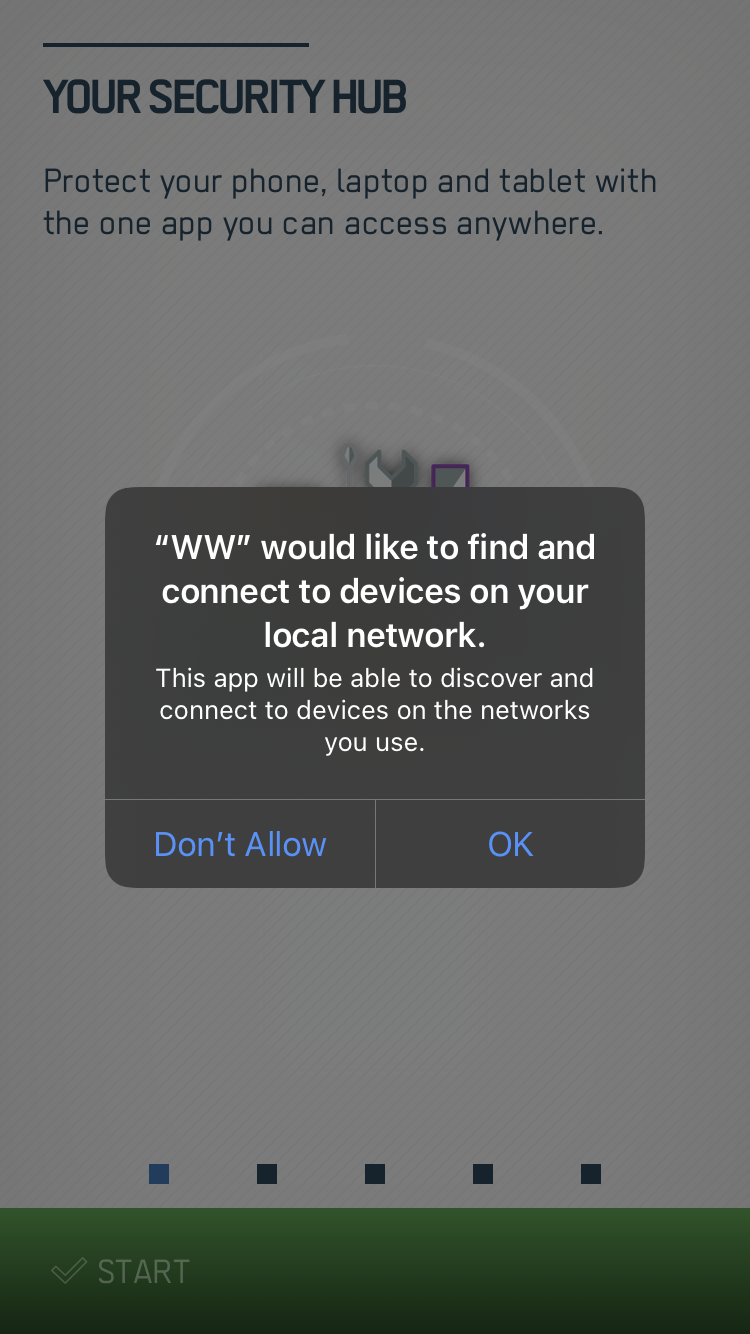 YOUR SECURITY HUB
Protect your phone, laptop and tablet with
the one app you can access anywhere.
“WW” would like to find and
connect to devices on your
local network.
This app will be able to discover and
connect to devices on the networks
you use.
Don’t Allow
OK
START